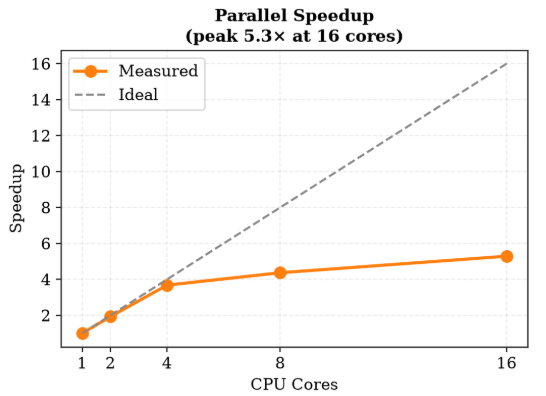 Parallel Speedup
(peak 5.3× at 16 cores)
Measured
Ideal
16
14
12
10
8
6
4
2
Speedup
1 2 4 8 16
CPU Cores